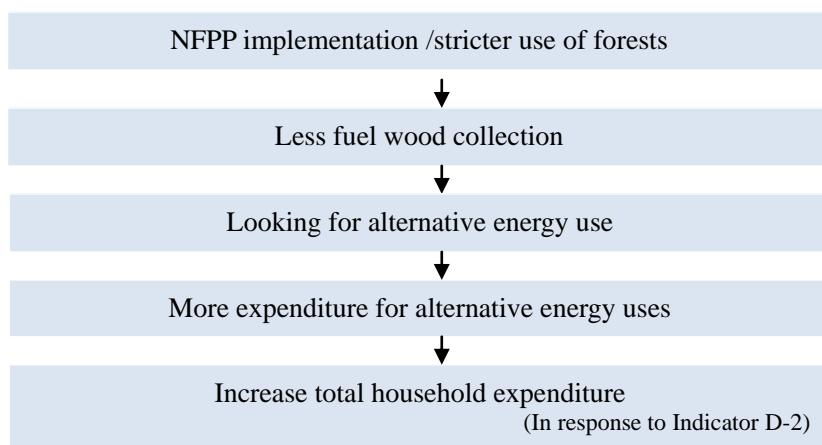 NFPP implementation /stricter use of forests
Less fuel wood collection
Looking for alternative energy use
More expenditure for alternative energy uses
Increase total household expenditure
(In response to Indicator D-2)